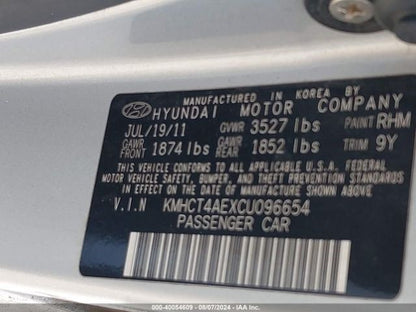 MANUFACTURED IN KOREA BY
HYUNDAI MOTOR COMPANY
JUL/19/11 GVWR 3527 lbs PAINT RHM
GAWR FRONT 1874 lbs GAWR REAR 1852 lbs TRIM 9Y
THIS VEHICLE CONFORMS TO ALL APPLICABLE U.S.A. FEDERAL
MOTOR VEHICLE SAFETY, BUMPER, AND THEFT PREVENTION STANDARDS
IN EFFECT ON THE DATE OF MANUFACTURE SHOWN ABOVE.
V.I.N KMHCT4AEXCU096654
PASSENGER CAR
406 - 40054609 - 08/07/2024 - IAA Inc.